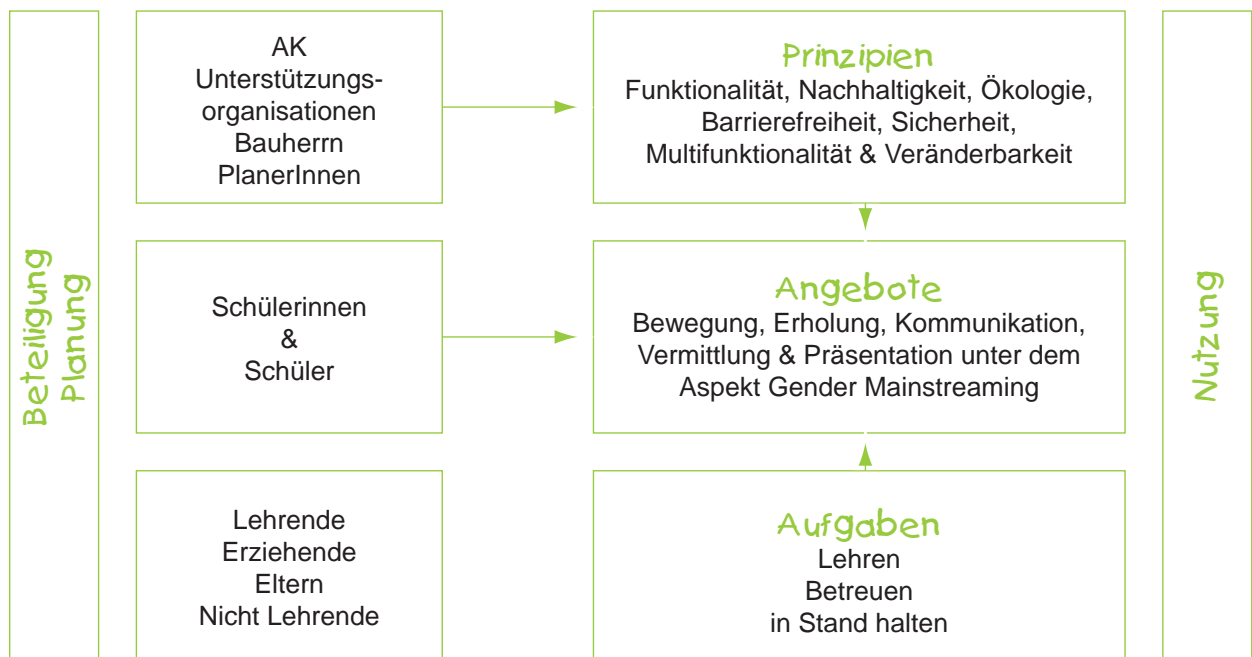 Beteiligung
Planung
AK
Unterstützungs-
organisationen
Bauherrn
PlanerInnen
Prinzipien
Funktionalität, Nachhaltigkeit, Ökologie,
Barrierefreiheit, Sicherheit,
Multifunktionalität & Veränderbarkeit
Schülerinnen
&
Schüler
Angebote
Bewegung, Erholung, Kommunikation,
Vermittlung & Präsentation unter dem
Aspekt Gender Mainstreaming
Lehrende
Erziehende
Eltern
Nicht Lehrende
Aufgaben
Lehren
Betreuen
in Stand halten
Nutzung